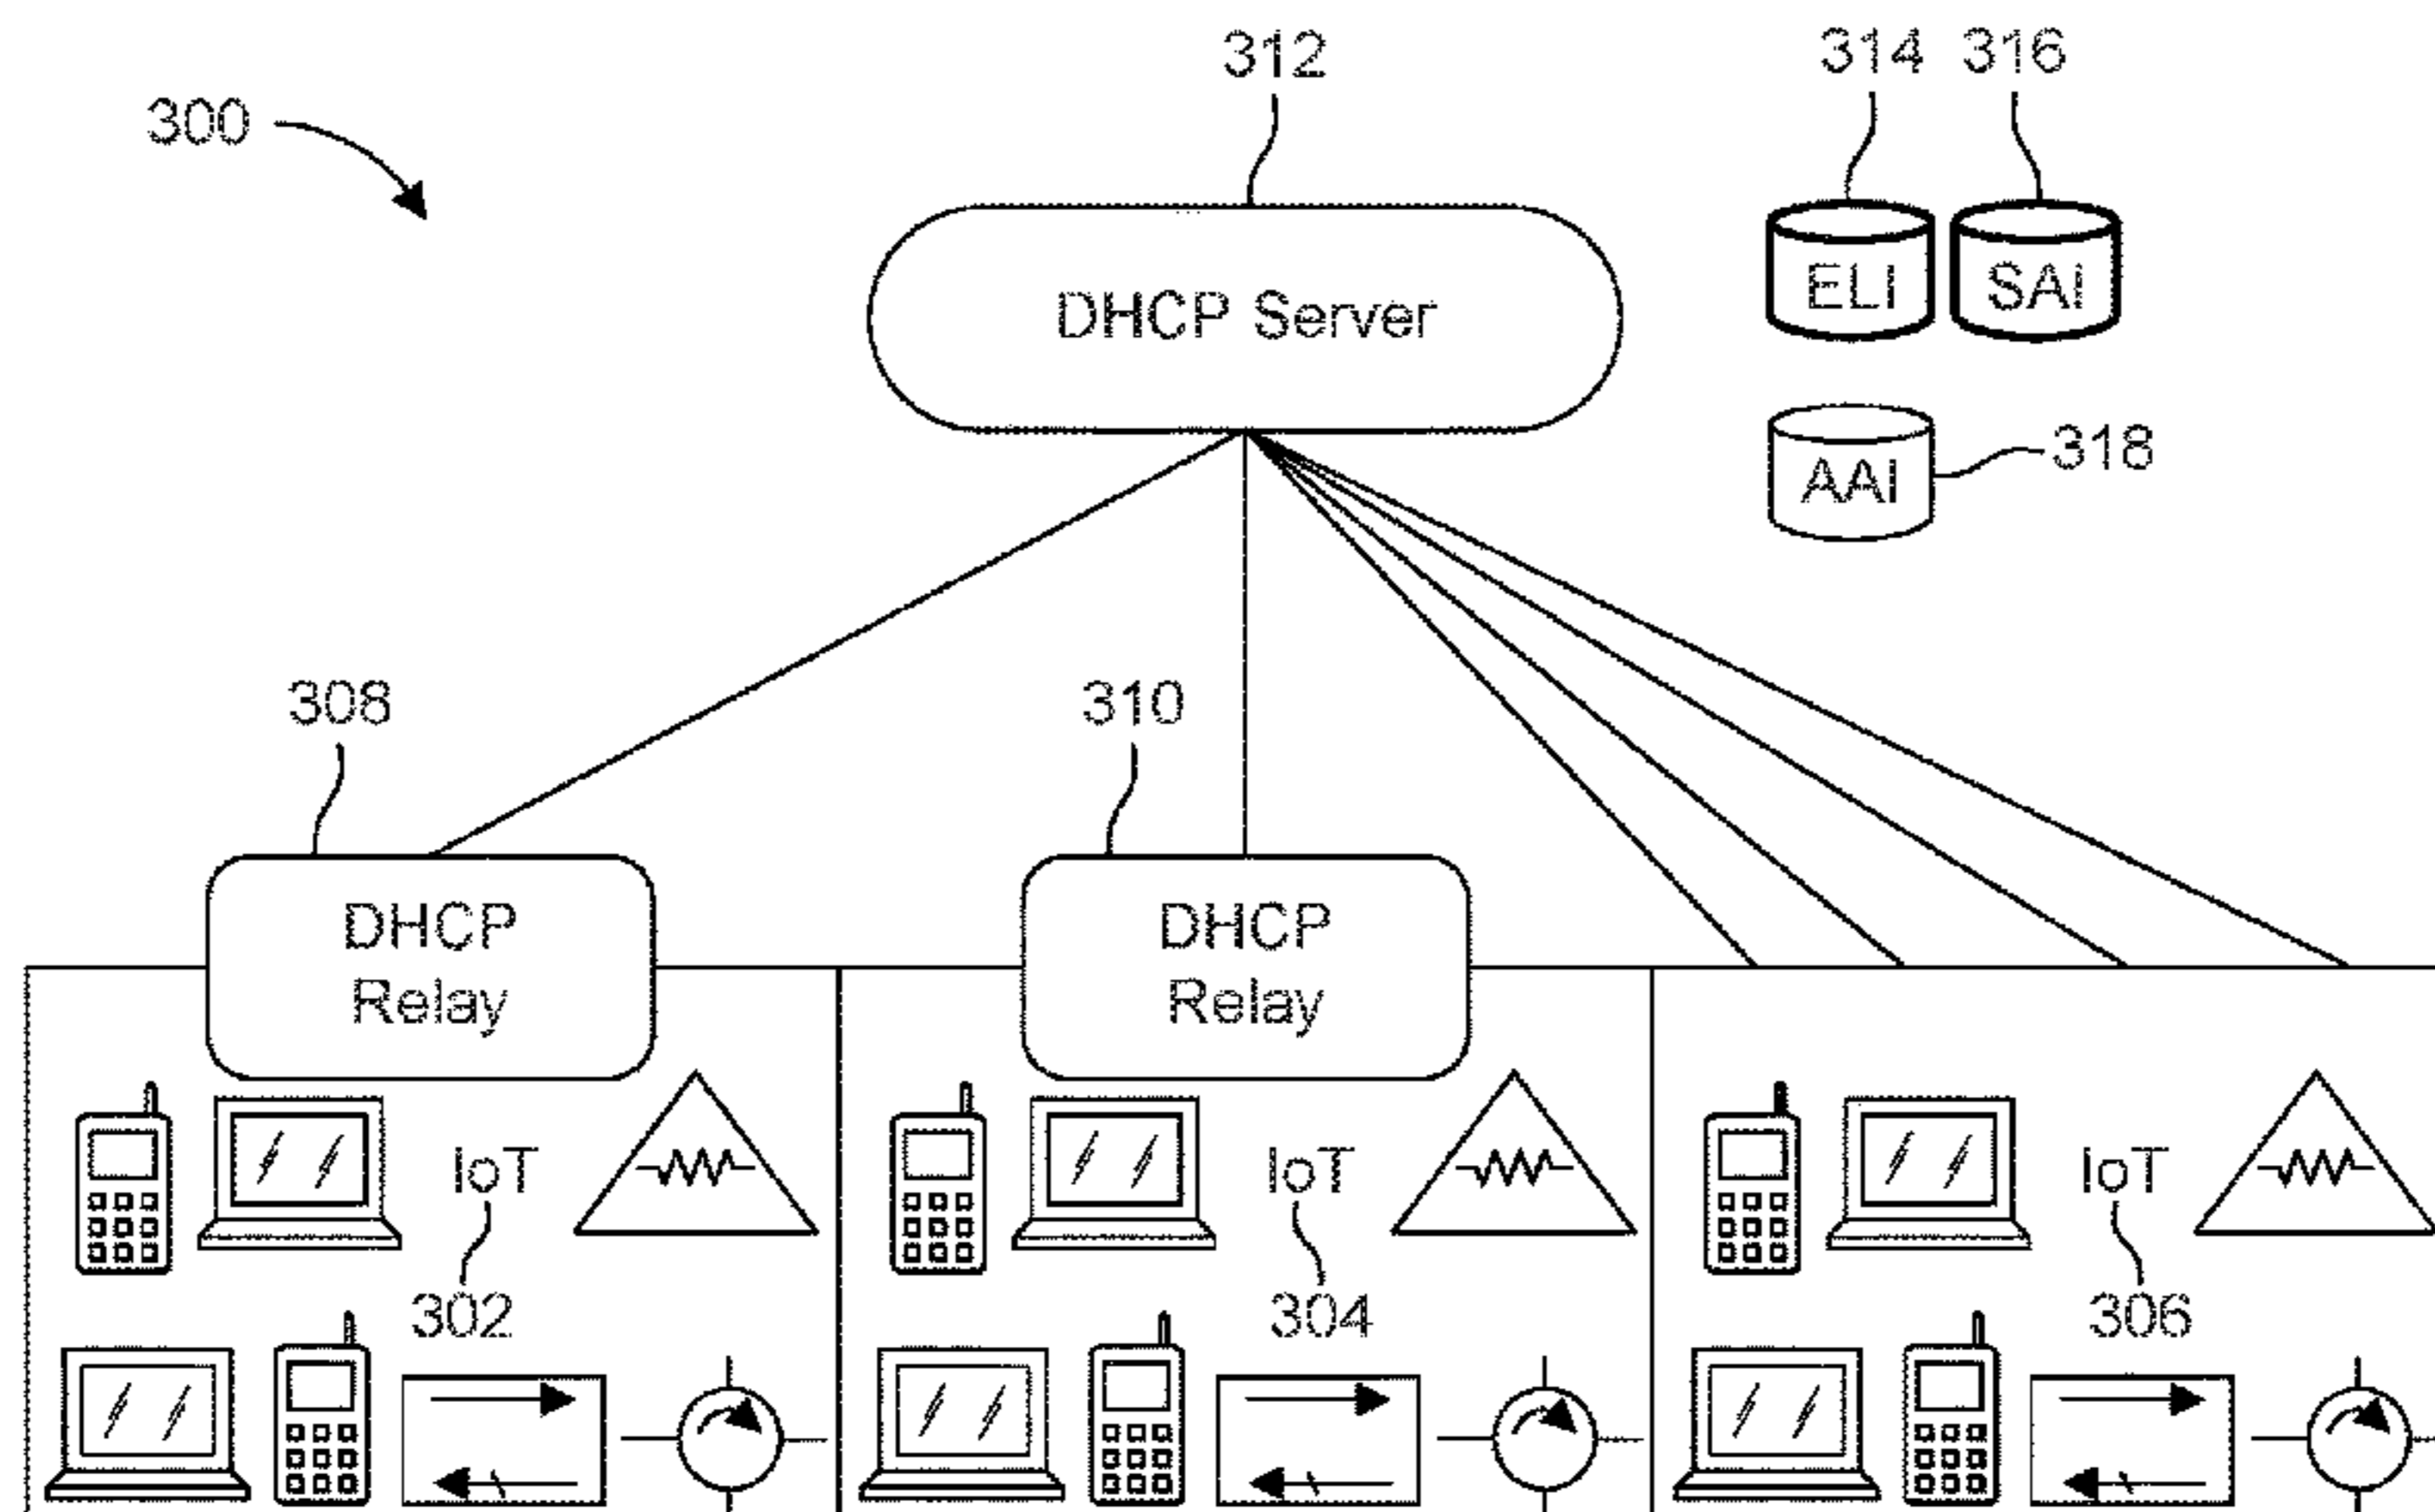 312
314 316
300
DHCP Server
ELI SAI
AAI 318
308
310
DHCP
Relay
DHCP
Relay
IoT
IoT
IoT
302
304
306